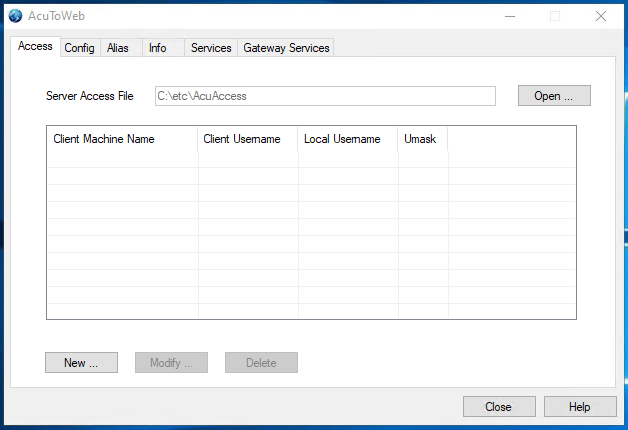 AcuToWeb
Access Config Alias Info Services Gateway Services
Server Access File C:\etc\AcuAccess Open ...
Client Machine Name Client Username Local Username Umask
New ... Modify ... Delete
Close Help